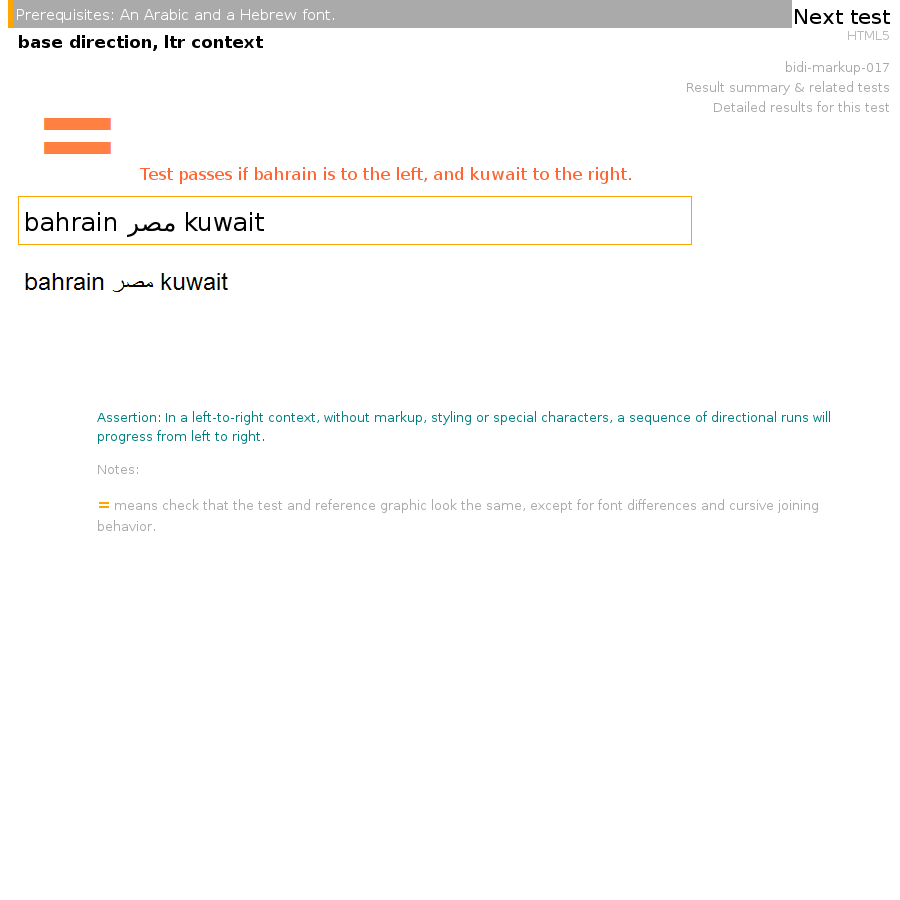 Prerequisites: An Arabic and a Hebrew font.
Next test
base direction, ltr context
HTML5
bidi-markup-017
Result summary & related tests
Detailed results for this test
Test passes if bahrain is to the left, and kuwait to the right.
bahrain مصر kuwait
bahrain مصر kuwait
Assertion: In a left-to-right context, without markup, styling or special characters, a sequence of directional runs will
progress from left to right.
Notes:
= means check that the test and reference graphic look the same, except for font differences and cursive joining
behavior.